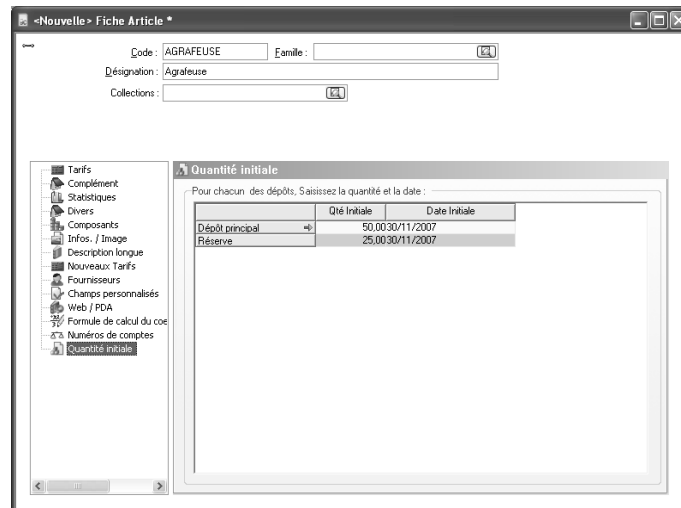 <Nouvelle> Fiche Article *
Code : AGRAFEUSE Famille :
Désignation : Agrafeuse
Collections :
Tarifs
Complément
Statistiques
Divers
Composants
Infos. / Image
Description longue
Nouveaux Tarifs
Fournisseurs
Champs personnalisés
Web / PDA
Formule de calcul du coe
Numéros de comptes
Quantité initiale
Quantité initiale
Pour chacun des dépôts, Saisissez la quantité et la date :
Qté Initiale Date Initiale
Dépôt principal 50,00 30/11/2007
Réserve 25,00 30/11/2007